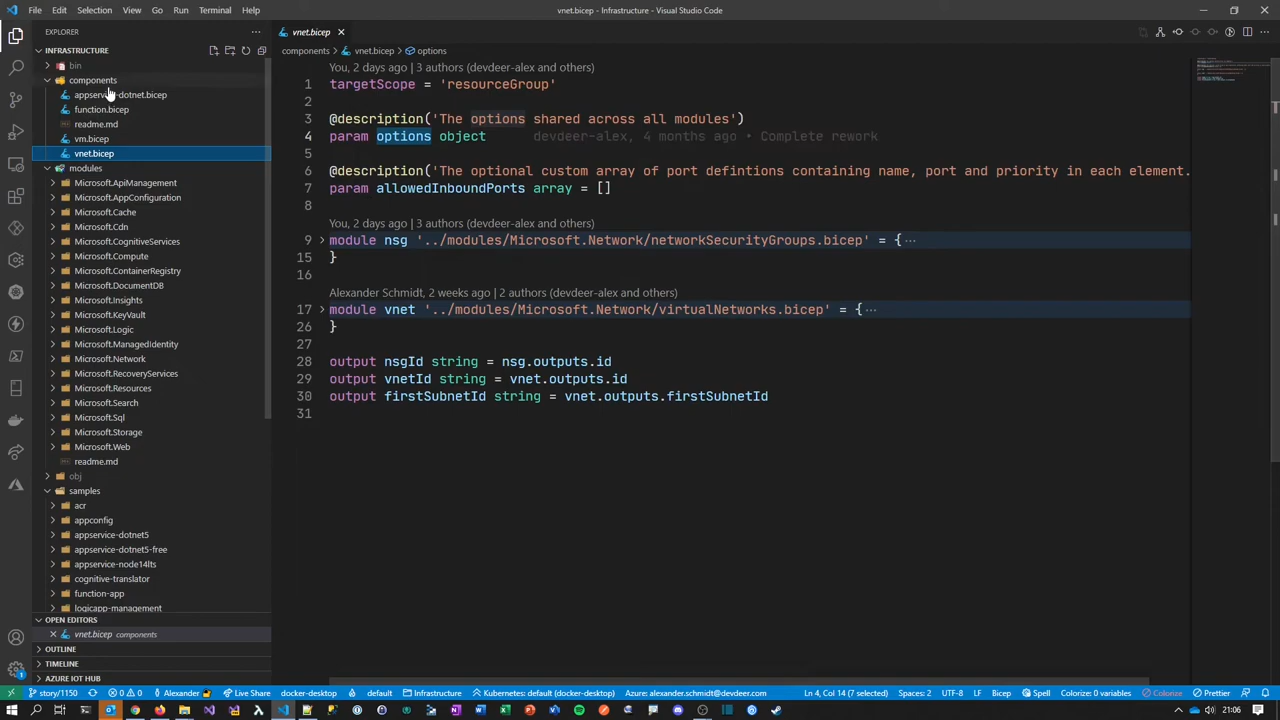 File Edit Selection View Go Run Terminal Help
vnet.bicep - Infrastructure - Visual Studio Code
EXPLORER
INFRASTRUCTURE
bin
components
appservice-dotnet.bicep
function.bicep
readme.md
vm.bicep
vnet.bicep
modules
Microsoft.ApiManagement
Microsoft.AppConfiguration
Microsoft.Cache
Microsoft.Cdn
Microsoft.CognitiveServices
Microsoft.Compute
Microsoft.ContainerRegistry
Microsoft.DocumentDB
Microsoft.Insights
Microsoft.KeyVault
Microsoft.Logic
Microsoft.ManagedIdentity
Microsoft.Network
Microsoft.RecoveryServices
Microsoft.Resources
Microsoft.Search
Microsoft.Sql
Microsoft.Storage
Microsoft.Web
readme.md
obj
samples
acr
appconfig
appservice-dotnet5
appservice-dotnet5-free
appservice-node14lts
cognitive-translator
function-app
logicapp-management
OPEN EDITORS
vnet.bicep components
OUTLINE
TIMELINE
AZURE IOT HUB
vnet.bicep
components > vnet.bicep > options
You, 2 days ago | 3 authors (devdeer-alex and others)
1 targetScope = 'resourceGroup'
2
3 @description('The options shared across all modules')
4 param options object devdeer-alex, 4 months ago • Complete rework
5
6 @description('The optional custom array of port defintions containing name, port and priority in each element.
7 param allowedInboundPorts array = []
8
You, 2 days ago | 3 authors (devdeer-alex and others)
9 module nsg '../modules/Microsoft.Network/networkSecurityGroups.bicep' = {…
15 }
16
Alexander Schmidt, 2 weeks ago | 2 authors (devdeer-alex and others)
17 module vnet '../modules/Microsoft.Network/virtualNetworks.bicep' = {…
26 }
27
28 output nsgId string = nsg.outputs.id
29 output vnetId string = vnet.outputs.id
30 output firstSubnetId string = vnet.outputs.firstSubnetId
31
story/1150 0 0 Alexander Live Share docker-desktop default Infrastructure Kubernetes: default (docker-desktop) Azure: alexander.schmidt@devdeer.com Ln 4, Col 14 (7 selected) Spaces: 2 UTF-8 LF Bicep Spell Colorize: 0 variables Colorize Prettier
21:06